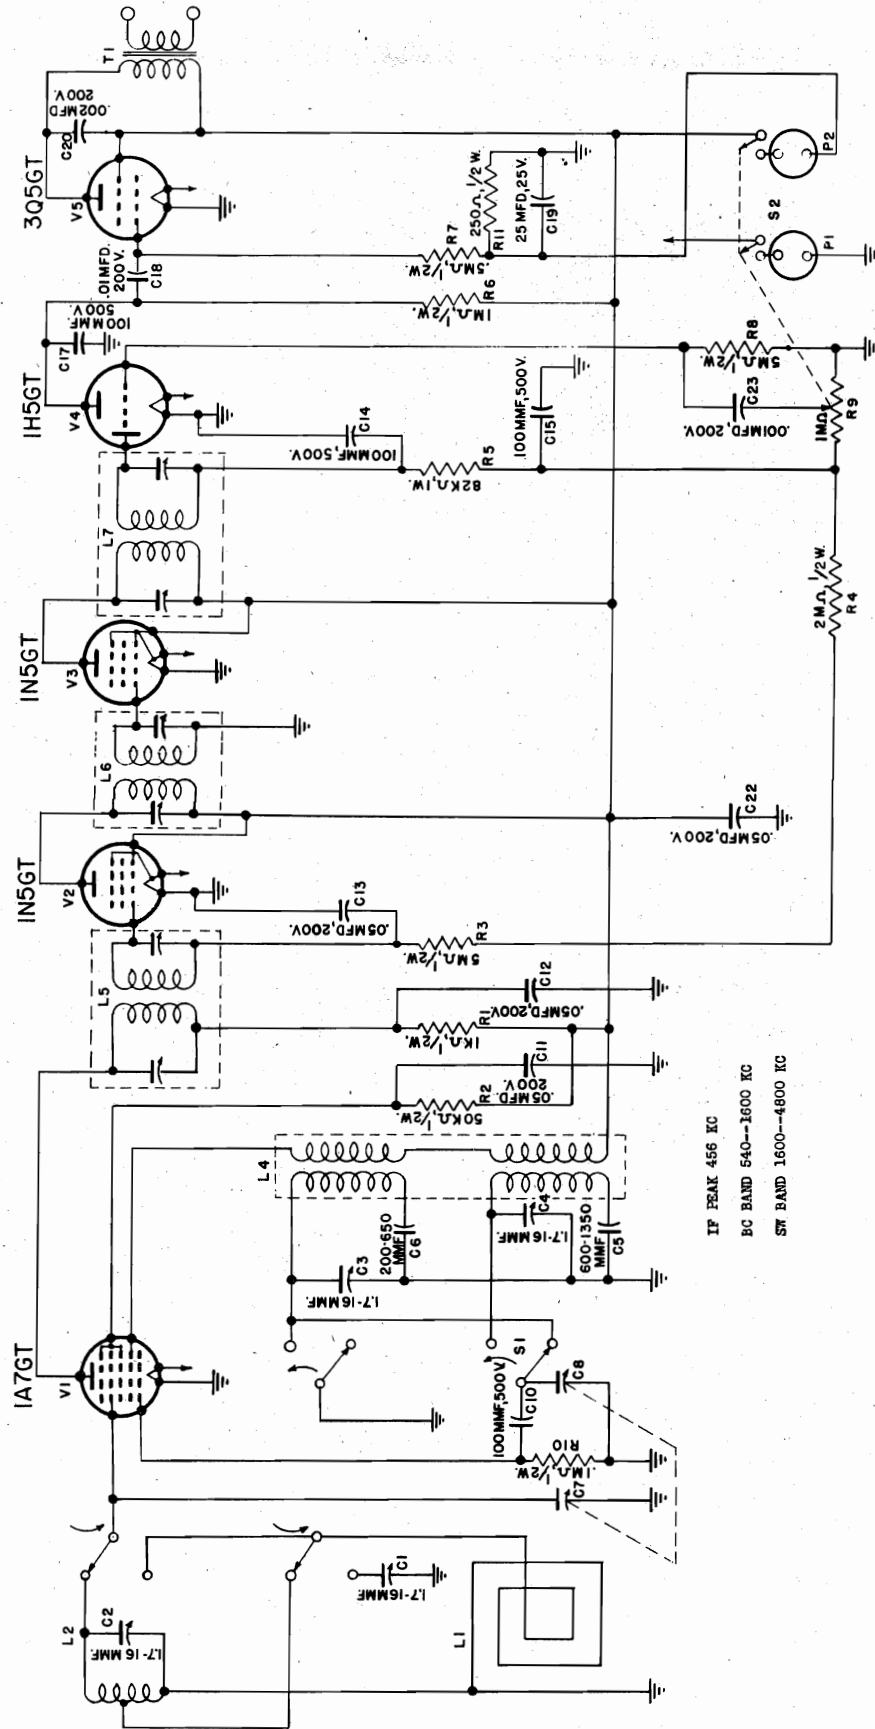 1A7GT
V1
1N5GT
V2
1N5GT
V3
1H5GT
V4
3Q5GT
V5
L2
C2
1.7-16 MMF.
C1
1.7-16MMF.
L1
C7
R10
.1MΩ
1/2W.
100MMF,500V.
C10
C8
S1
C3
1.7-16 MMF.
200-650
MMF
C6
L4
C4
1.7-16 MMF.
600-1350
MMF
C5
R2
50KΩ,1/2W.
.05MFD.
200V.
C11
R1
1KΩ,1/2W.
.05MFD,200V.
C12
L5
R3
5MΩ,1/2W.
.05MFD,200V.
C13
L6
.05MFD,200V.
C22
L7
C14
100MMF,500V.
R5
82KΩ,1W.
100MMF,500V.
C15
2MΩ,1/2W.
R4
C17
100MMF.
500V.
.01MFD.
200V.
C18
R6
1MΩ,1/2W.
R7
.5MΩ,1/2W.
250Ω,1/2W.
R11
25MFD,25V.
C19
C20
.002MFD
200V.
T1
.001MFD,200V.
C23
R8
5MΩ,1/2W.
1MΩ
R9
S2
P1
P2
IF PEAK 456 KC
BC BAND 540--1600 KC
SW BAND 1600--4800 KC